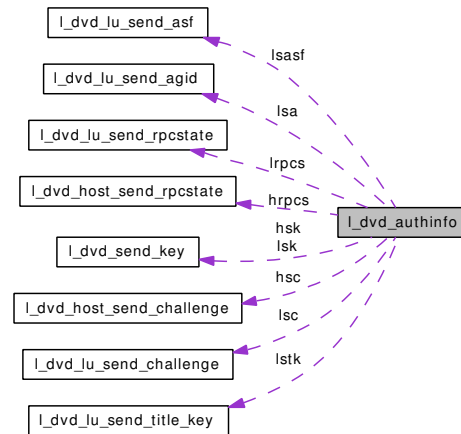 l_dvd_lu_send_asf
lsasf
l_dvd_lu_send_agid
lsa
l_dvd_lu_send_rpcstate
lrpcs
l_dvd_host_send_rpcstate
hrpcs
l_dvd_authinfo
hsk
lsk
l_dvd_send_key
hsc
l_dvd_host_send_challenge
lsc
l_dvd_lu_send_challenge
lstk
l_dvd_lu_send_title_key